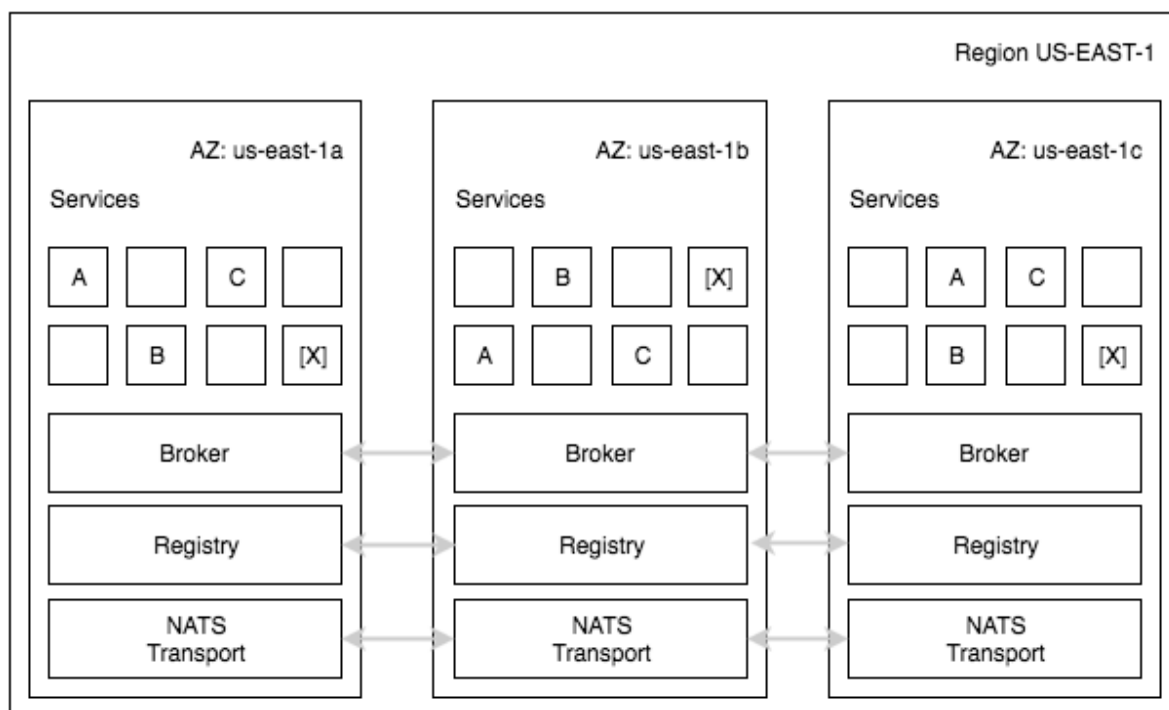 Region US-EAST-1
AZ: us-east-1a
Services
A
C
B
[X]
Broker
Registry
NATS
Transport
AZ: us-east-1b
Services
B
[X]
A
C
Broker
Registry
NATS
Transport
AZ: us-east-1c
Services
A
C
B
[X]
Broker
Registry
NATS
Transport